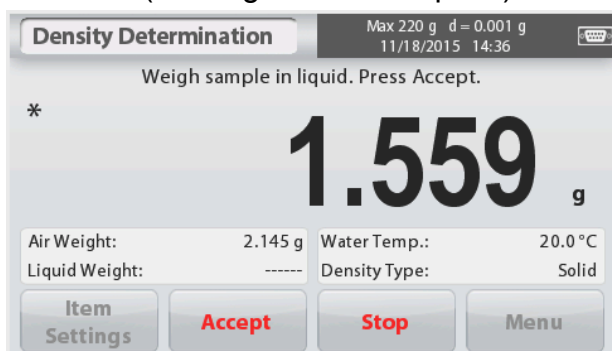 Density Determination
Max 220 g d = 0.001 g
11/18/2015 14:36
Weigh sample in liquid. Press Accept.
*
1.559 g
Air Weight: 2.145 g Water Temp.: 20.0 °C
Liquid Weight: ------ Density Type: Solid
Item Settings
Accept
Stop
Menu